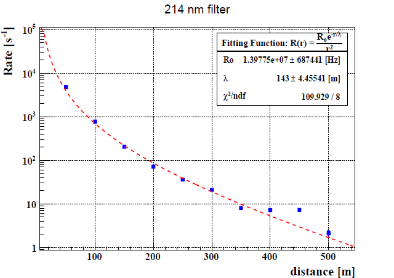 214 nm filter
Rate [s⁻¹]
10⁵
10⁴
10³
10²
10
1
Fitting Function: R(r) = R₀e^(-r/λ) / r²
Ro 1.39775e+07 ± 687441 [Hz]
λ 143 ± 4.45541 [m]
χ²/ndf 109.929 / 8
100 200 300 400 500
distance [m]